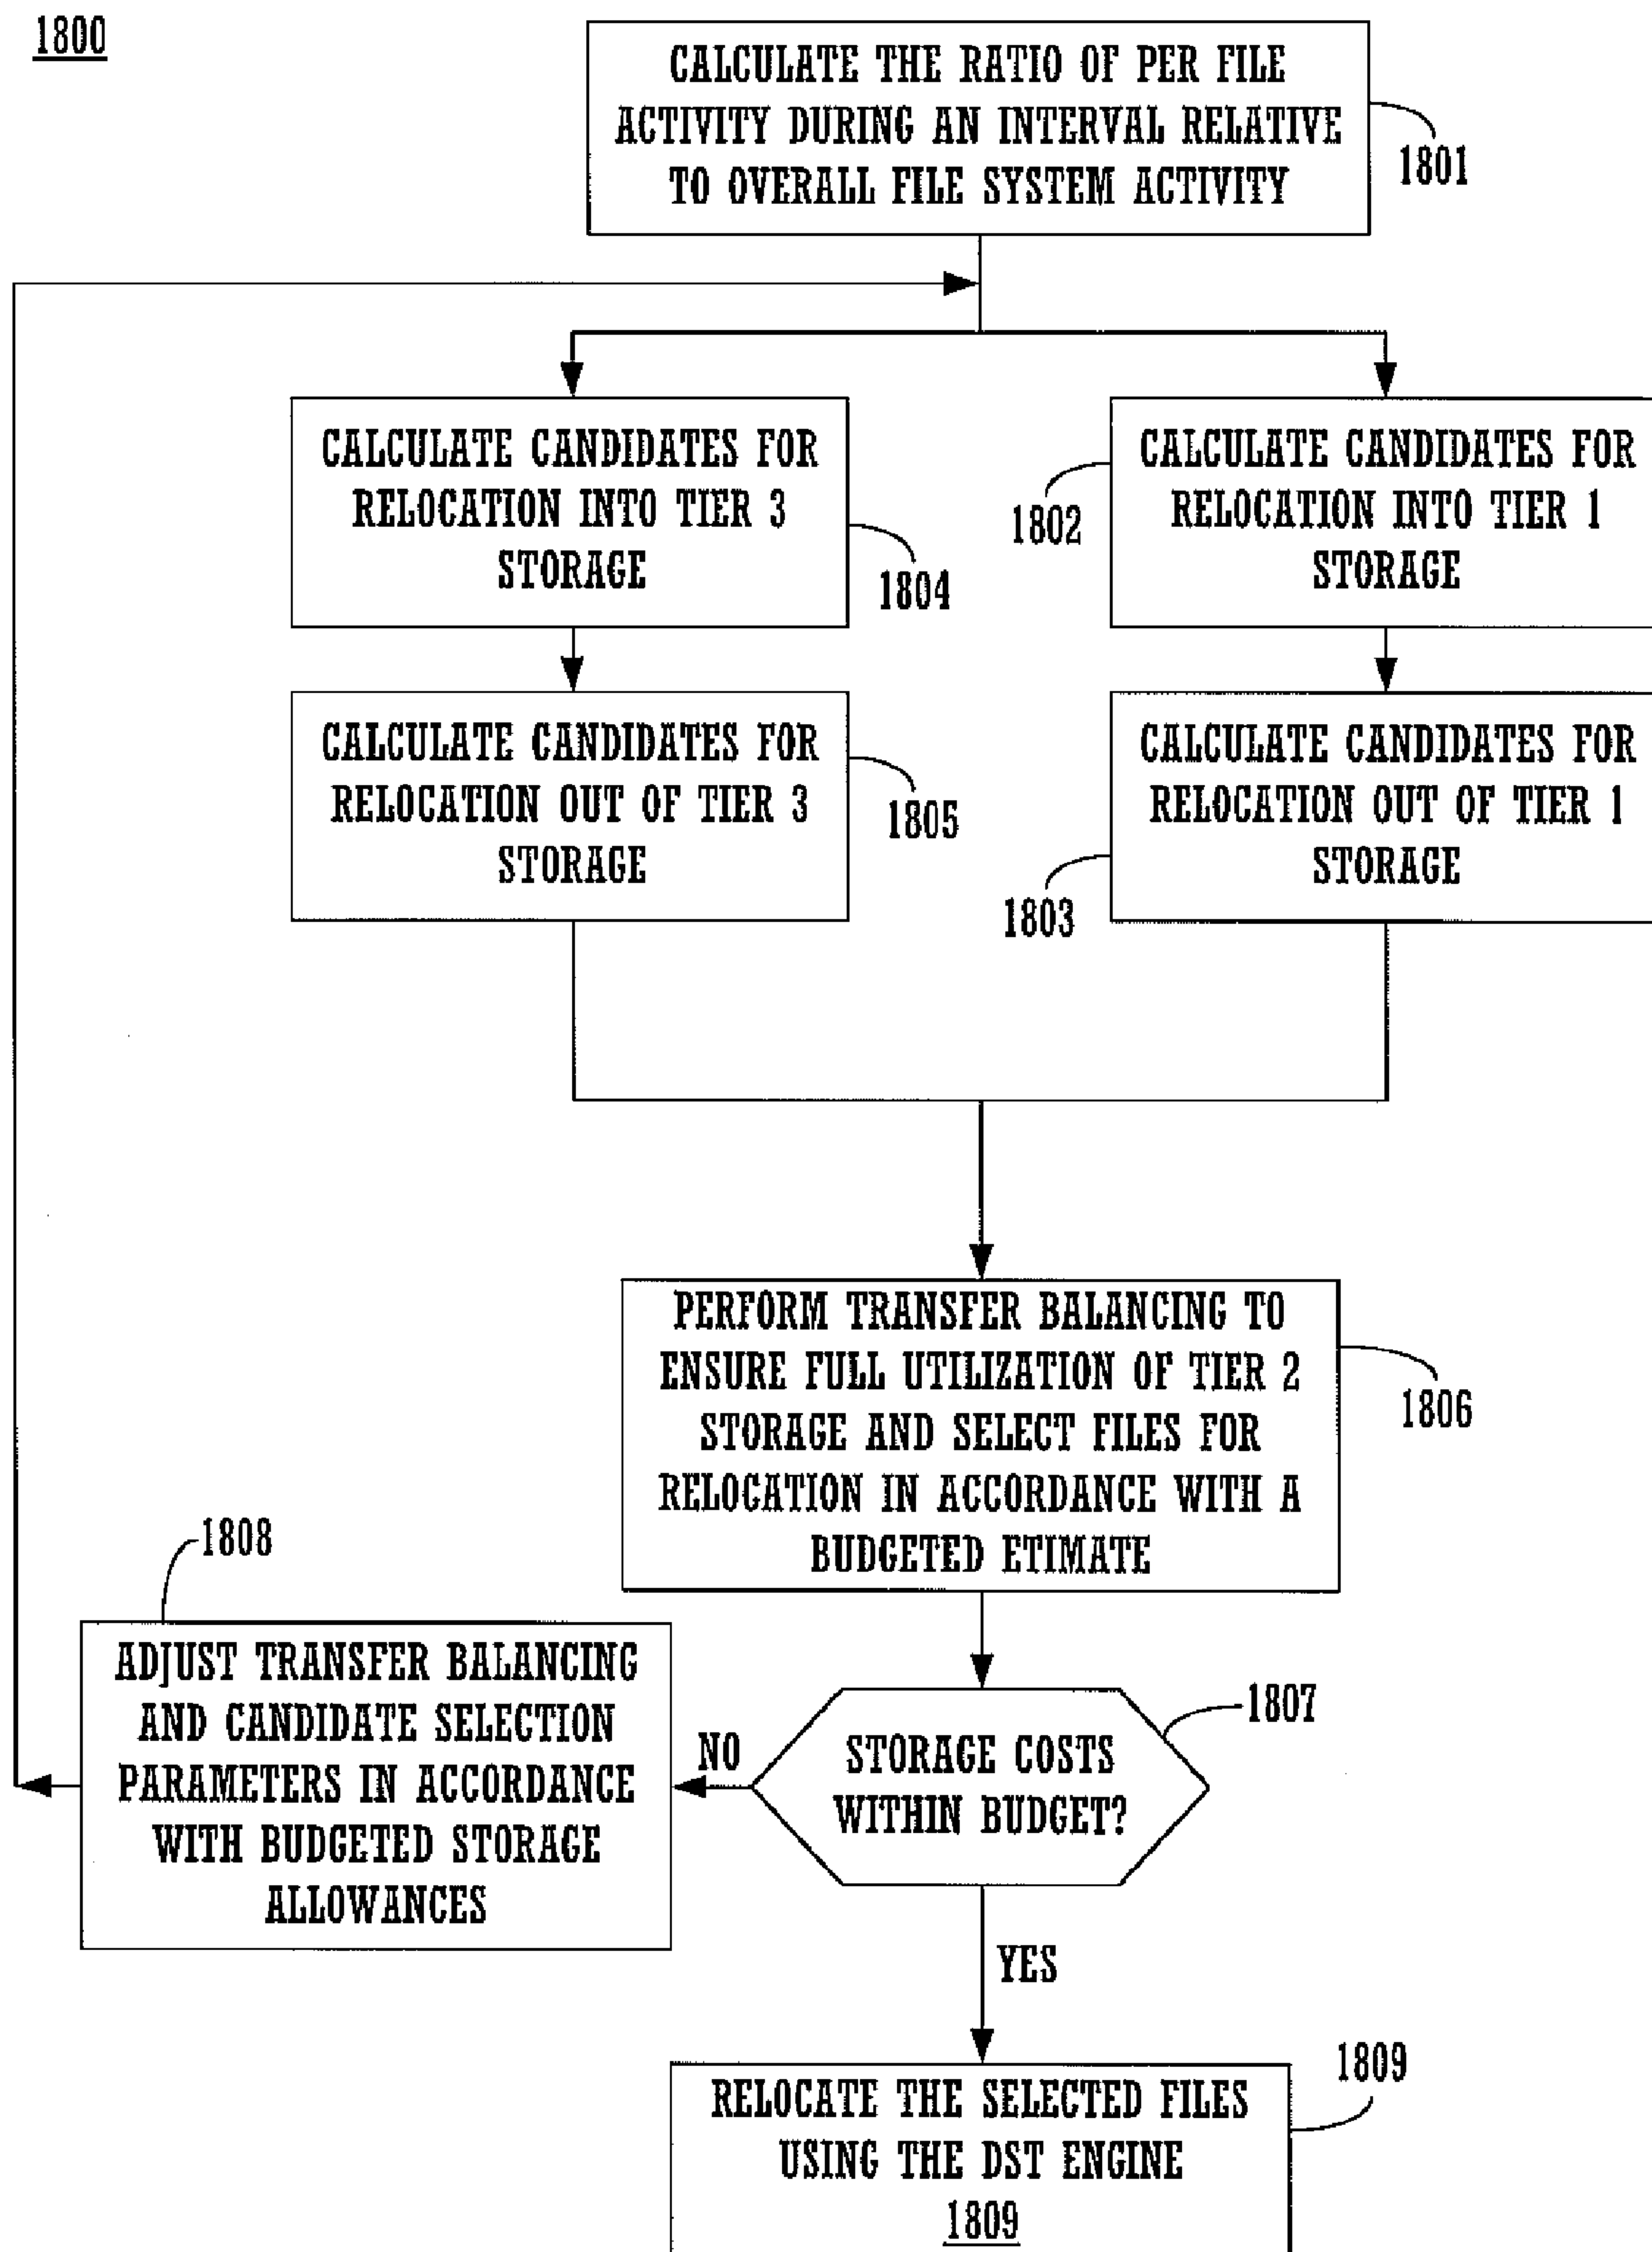 1800
CALCULATE THE RATIO OF PER FILE
ACTIVITY DURING AN INTERVAL RELATIVE
TO OVERALL FILE SYSTEM ACTIVITY
1801
CALCULATE CANDIDATES FOR
RELOCATION INTO TIER 3
STORAGE
1804
CALCULATE CANDIDATES FOR
RELOCATION INTO TIER 1
STORAGE
1802
CALCULATE CANDIDATES FOR
RELOCATION OUT OF TIER 3
STORAGE
1805
CALCULATE CANDIDATES FOR
RELOCATION OUT OF TIER 1
STORAGE
1803
PERFORM TRANSFER BALANCING TO
ENSURE FULL UTILIZATION OF TIER 2
STORAGE AND SELECT FILES FOR
RELOCATION IN ACCORDANCE WITH A
BUDGETED ETIMATE
1806
1808
ADJUST TRANSFER BALANCING
AND CANDIDATE SELECTION
PARAMETERS IN ACCORDANCE
WITH BUDGETED STORAGE
ALLOWANCES
NO
STORAGE COSTS
WITHIN BUDGET?
1807
YES
RELOCATE THE SELECTED FILES
USING THE DST ENGINE
1809
1809